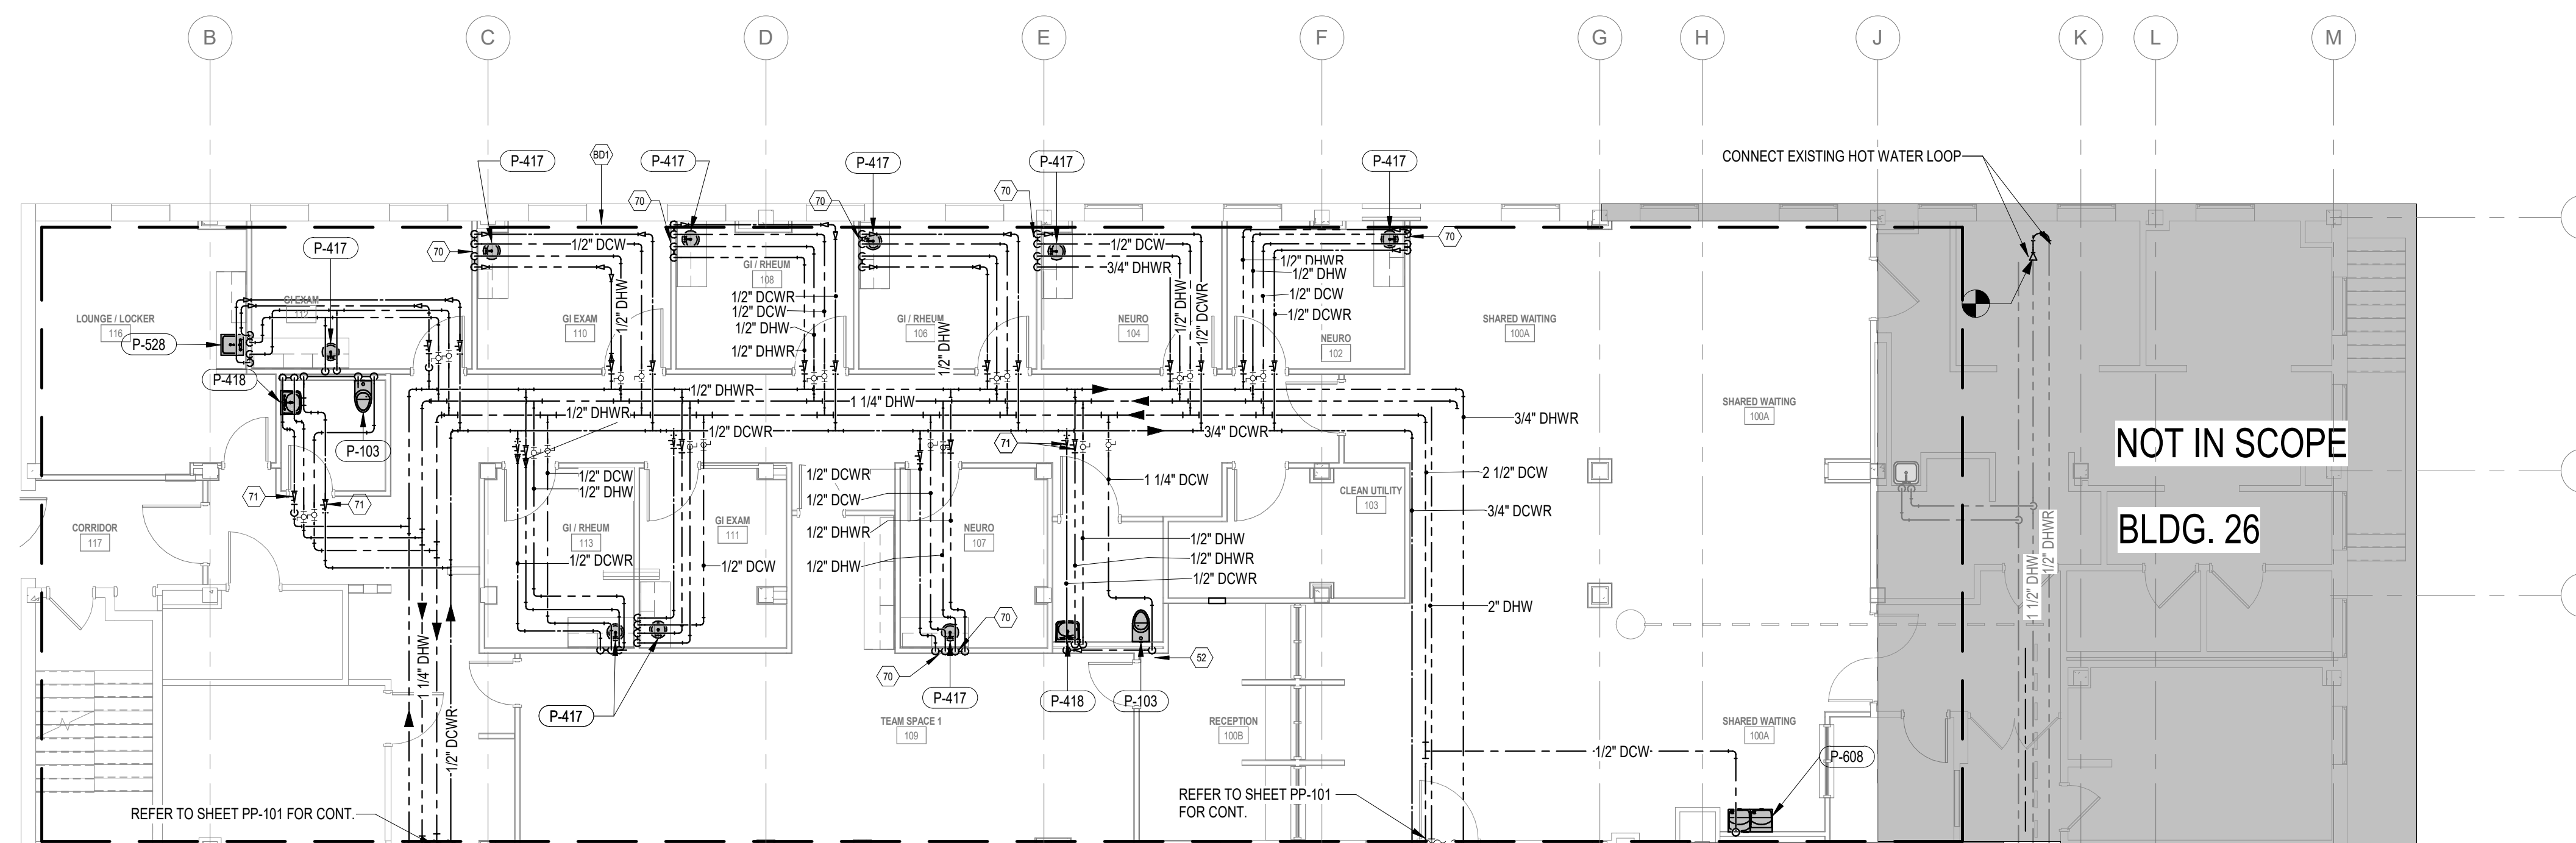 B C D E F G H J K L M
CONNECT EXISTING HOT WATER LOOP
P-417 BD1 P-417 P-417 P-417 P-417
70 70 70
P-417 70 1/2" DCW 1/2" DCW 70
GI / RHEUM
108
3/4" DHWR 1/2" DHWR
1/2" DHW
1/2" DHW 1/2" DCWR 1/2" DHW 1/2" DCWR 1/2" DCW
GI EXAM
112
1/2" DCW
1/2" DCWR
LOUNGE / LOCKER
116
GI EXAM
110
GI / RHEUM
106
NEURO
104
SHARED WAITING
100A
1/2" DHW
P-528
NEURO
102
1/2" DHWR 1/2" DHW
P-418
1/2" DHWR
1 1/4" DHW
1/2" DHWR
SHARED WAITING
100A
3/4" DHWR
1/2" DCWR 3/4" DCWR
P-103
71
NOT IN SCOPE
1/2" DCW 1/2" DCWR 1 1/4" DCW 2 1/2" DCW
1/2" DHW 1/2" DCW
71 71
CLEAN UTILITY
103
3/4" DCWR
CORRIDOR
117
GI / RHEUM
113
GI EXAM
111
1/2" DHWR
NEURO
107
BLDG. 26
1/2" DHW
1/2" DCWR 1/2" DCW 1/2" DHW 1/2" DHWR
1/2" DCWR
1 1/2" DHW 1/2" DHWR
2" DHW
70
52
70
P-417 P-417 P-418 P-103
1 1/4" DHW
1/2" DCWR
TEAM SPACE 1
109
RECEPTION
100B
SHARED WAITING
100A
1/2" DCW
P-608
REFER TO SHEET PP-101 FOR CONT.
REFER TO SHEET PP-101
FOR CONT.